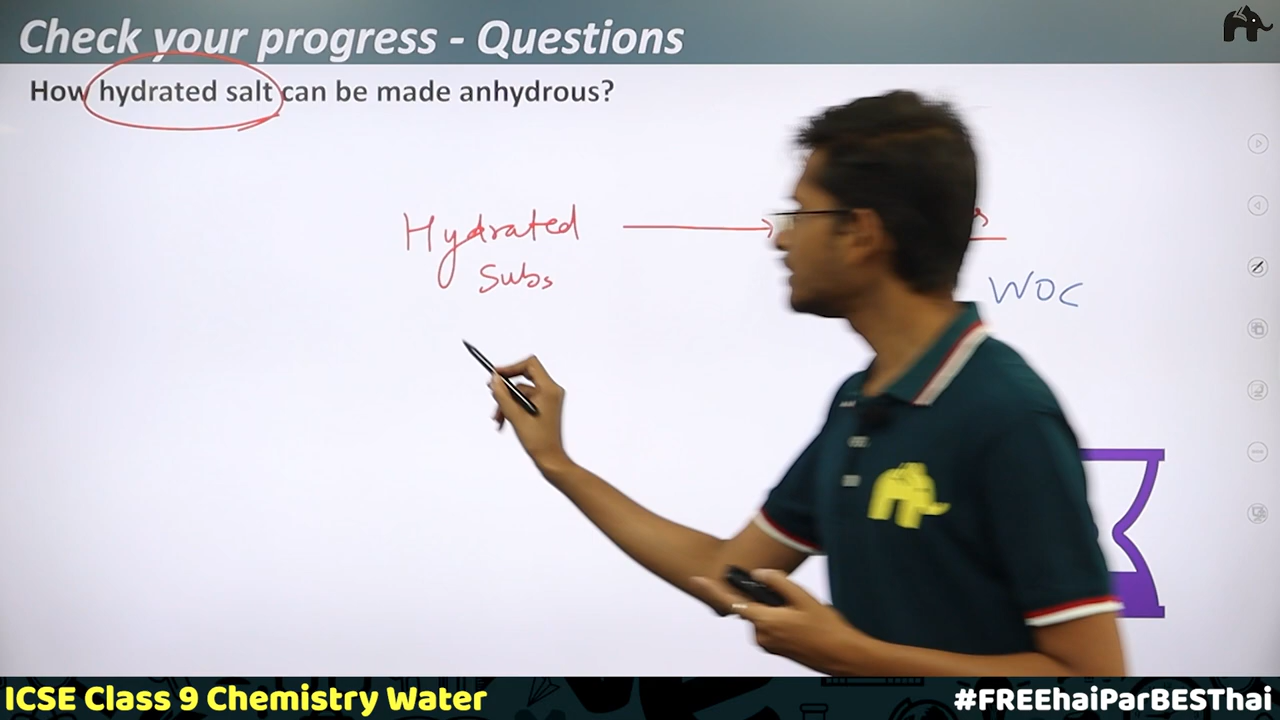 Check your progress - Questions
How hydrated salt can be made anhydrous?
Hydrated
Subs
WOC
ICSE Class 9 Chemistry Water
#FREEhaiParBESThai